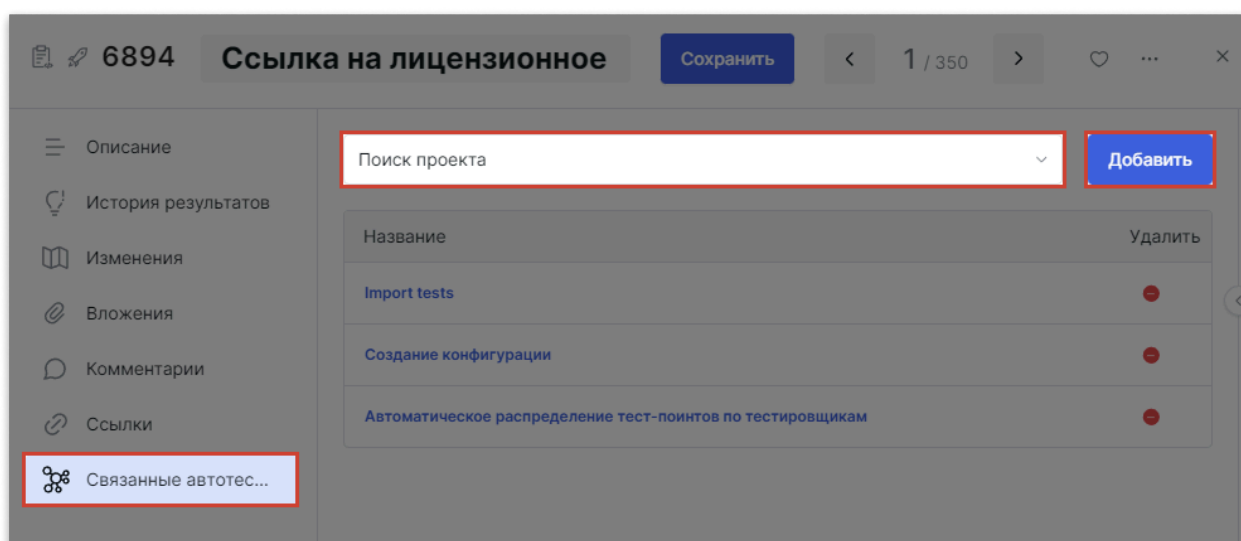 6894 Ссылка на лицензионное Сохранить 1 / 350
Описание
История результатов
Изменения
Вложения
Комментарии
Ссылки
Связанные автотес...
Поиск проекта Добавить
Название Удалить
Import tests
Создание конфигурации
Автоматическое распределение тест-поинтов по тестировщикам